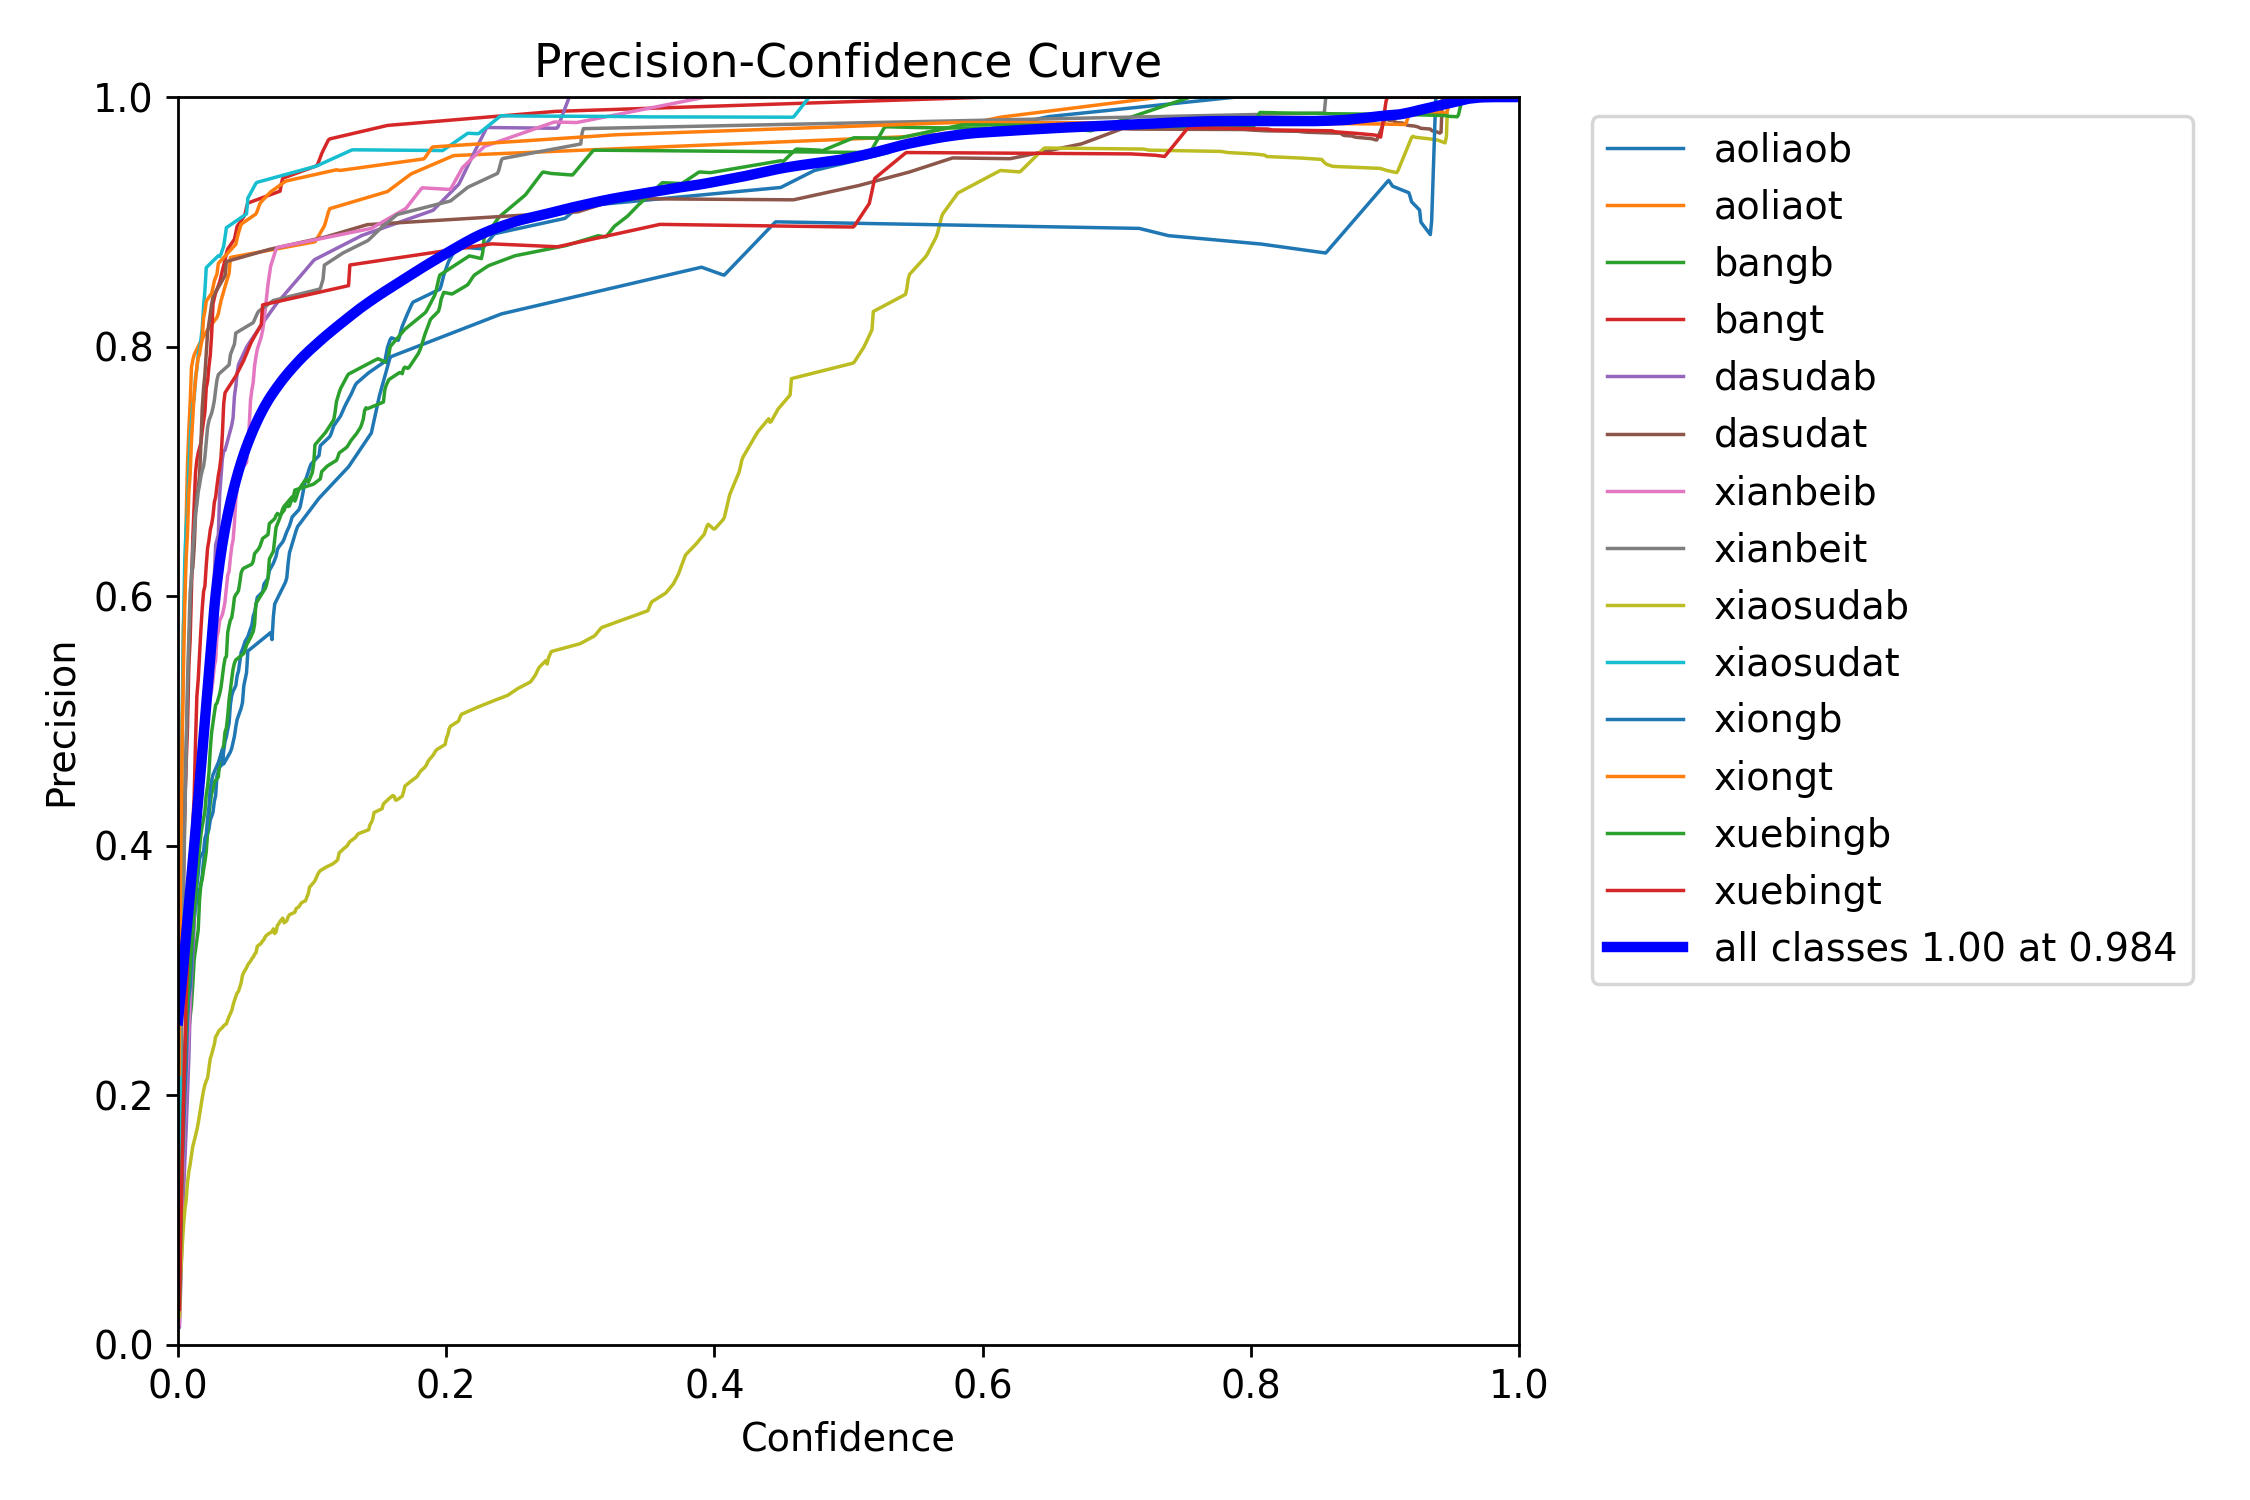 Precision-Confidence Curve
1.0
0.8
0.6
0.4
0.2
0.0
Precision
0.0 0.2 0.4 0.6 0.8 1.0
Confidence
aoliaob
aoliaot
bangb
bangt
dasudab
dasudat
xianbeib
xianbeit
xiaosudab
xiaosudat
xiongb
xiongt
xuebingb
xuebingt
all classes 1.00 at 0.984